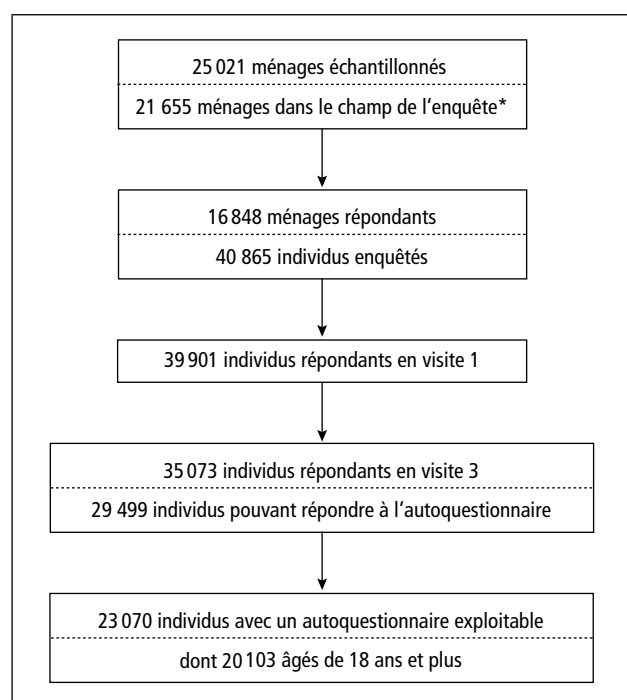 25 021 ménages échantillonnés
21 655 ménages dans le champ de l'enquête*
16 848 ménages répondants
40 865 individus enquêtés
39 901 individus répondants en visite 1
35 073 individus répondants en visite 3
29 499 individus pouvant répondre à l'autoquestionnaire
23 070 individus avec un autoquestionnaire exploitable
dont 20 103 âgés de 18 ans et plus